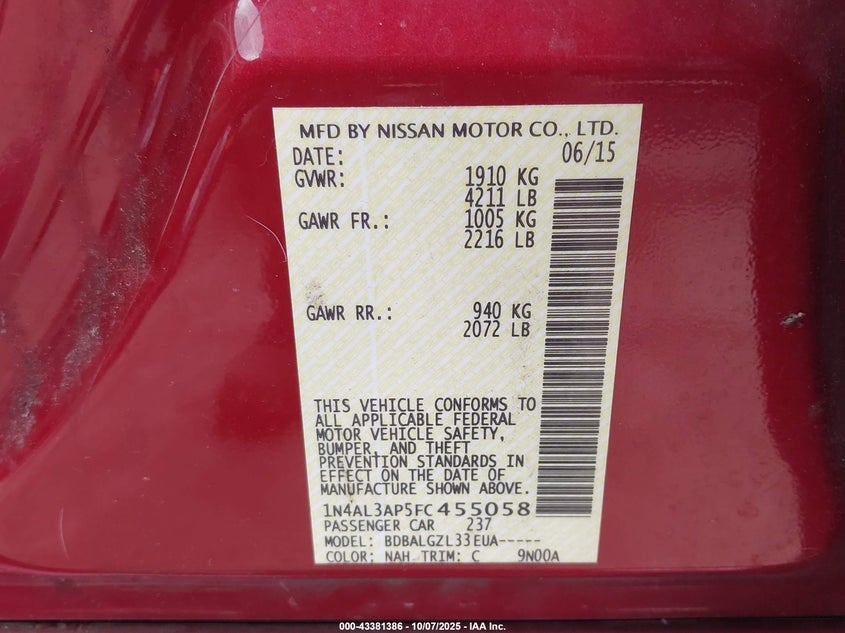 MFD BY NISSAN MOTOR CO., LTD.
DATE: 06/15
GVWR: 1910 KG
4211 LB
GAWR FR.: 1005 KG
2216 LB
GAWR RR.: 940 KG
2072 LB
THIS VEHICLE CONFORMS TO
ALL APPLICABLE FEDERAL
MOTOR VEHICLE SAFETY,
BUMPER, AND THEFT
PREVENTION STANDARDS IN
EFFECT ON THE DATE OF
MANUFACTURE SHOWN ABOVE.
1N4AL3AP5FC455058
PASSENGER CAR 237
MODEL: BDBALGZL33EUA-----
COLOR: NAH TRIM: C 9N00A
000-43381386 - 10/07/2025 - IAA Inc.